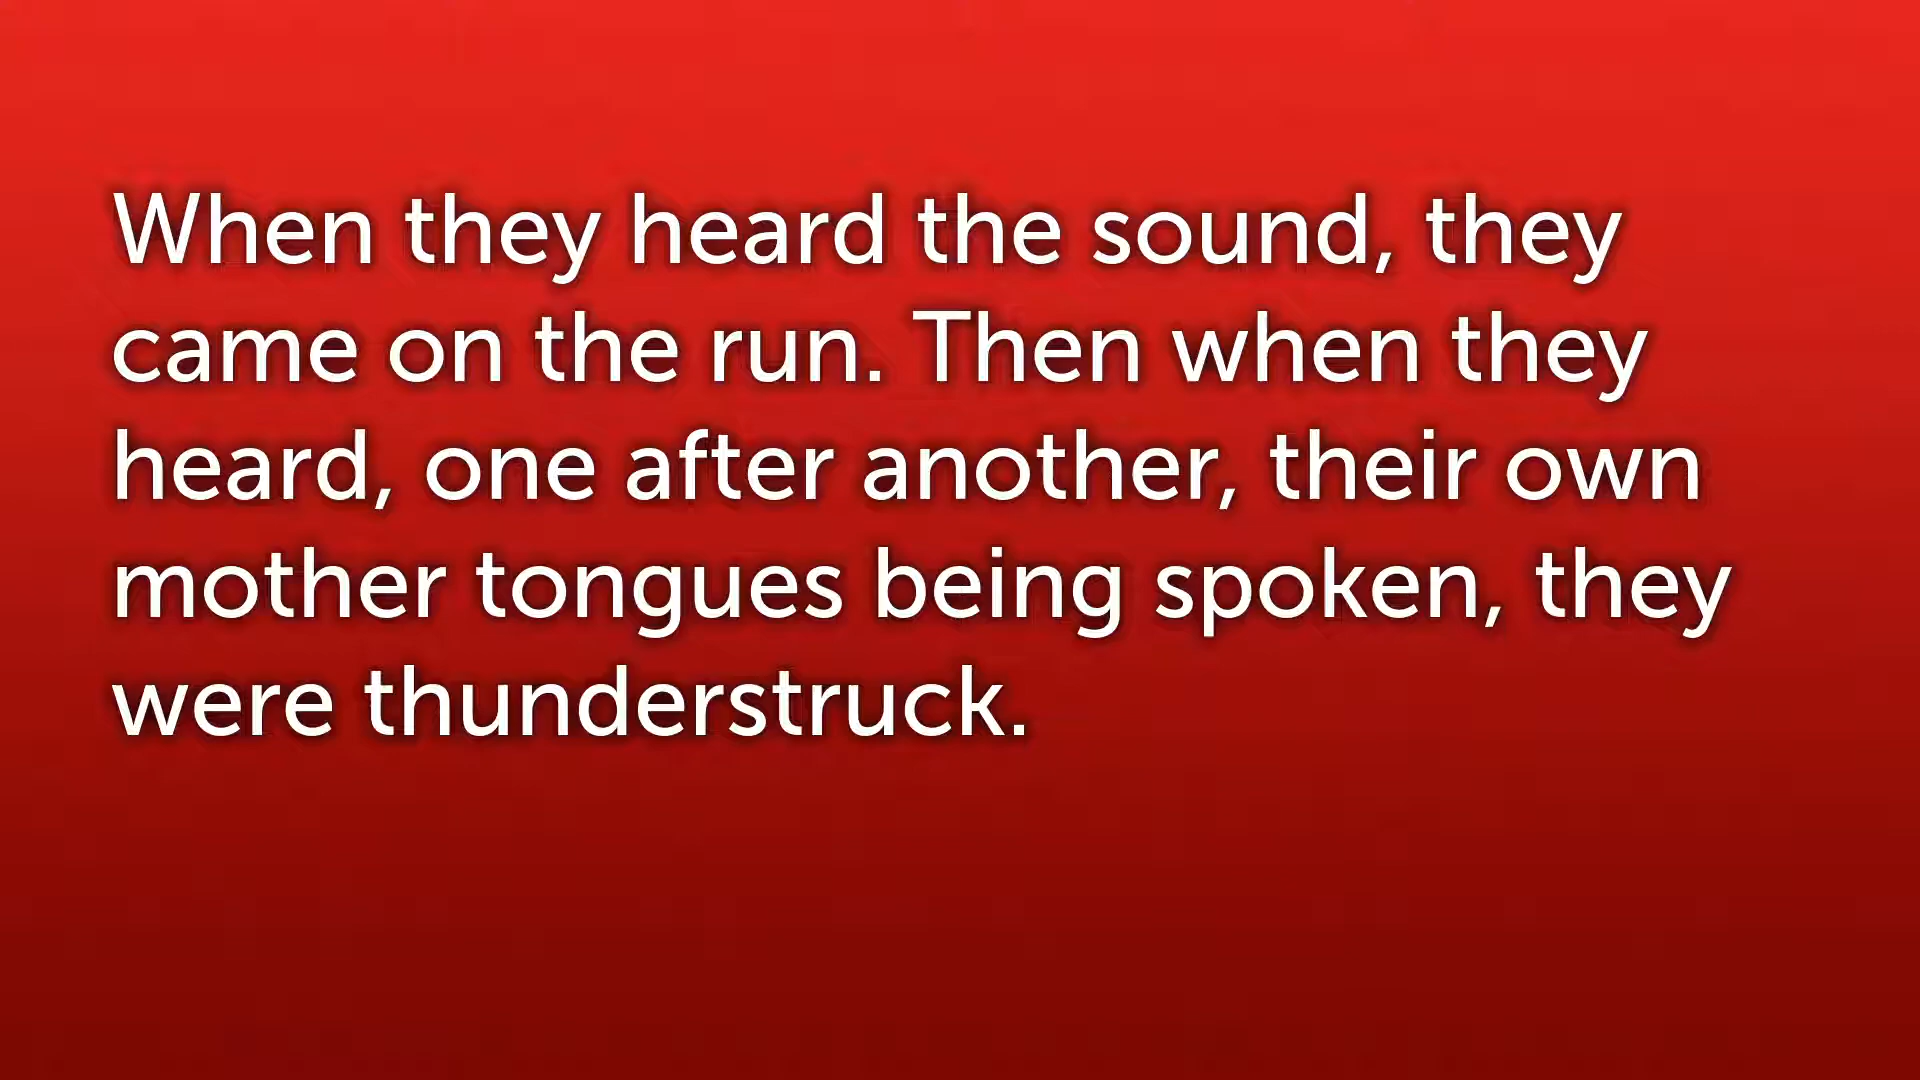 When they heard the sound, they
came on the run. Then when they
heard, one after another, their own
mother tongues being spoken, they
were thunderstruck.